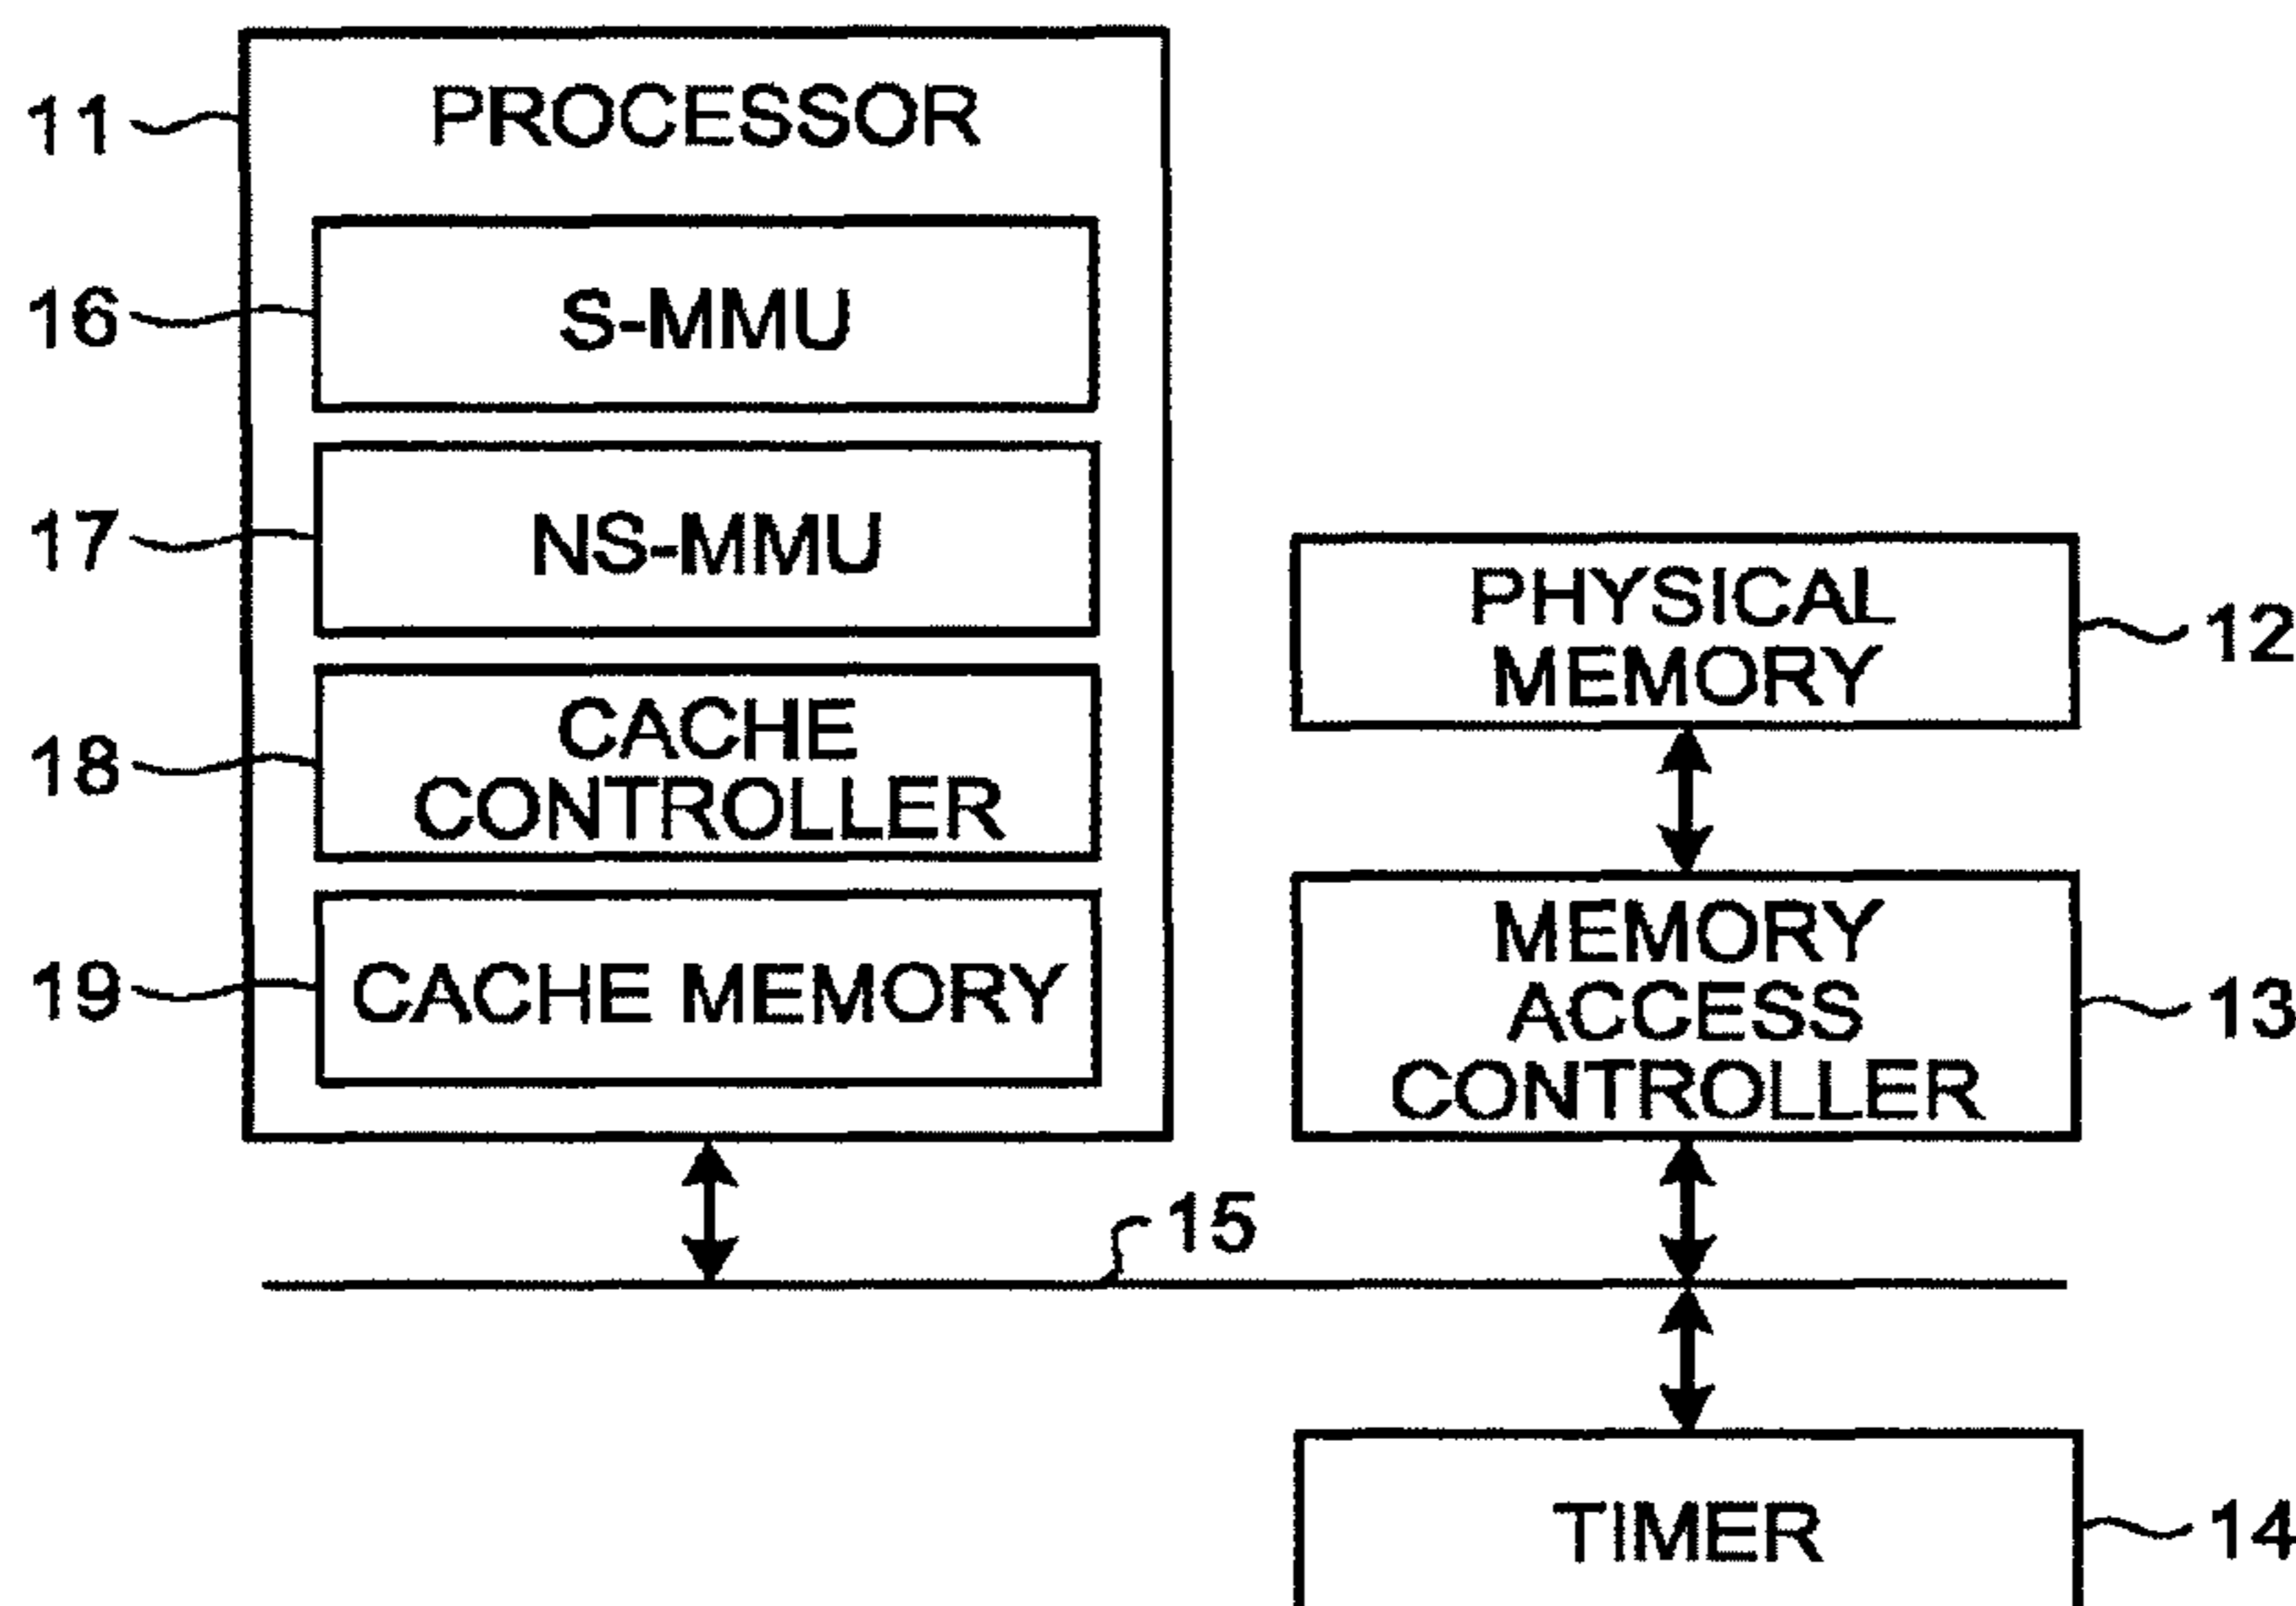 11
PROCESSOR
16
S-MMU
17
NS-MMU
18
CACHE
CONTROLLER
19
CACHE MEMORY
PHYSICAL
MEMORY
12
MEMORY
ACCESS
CONTROLLER
13
15
TIMER
14